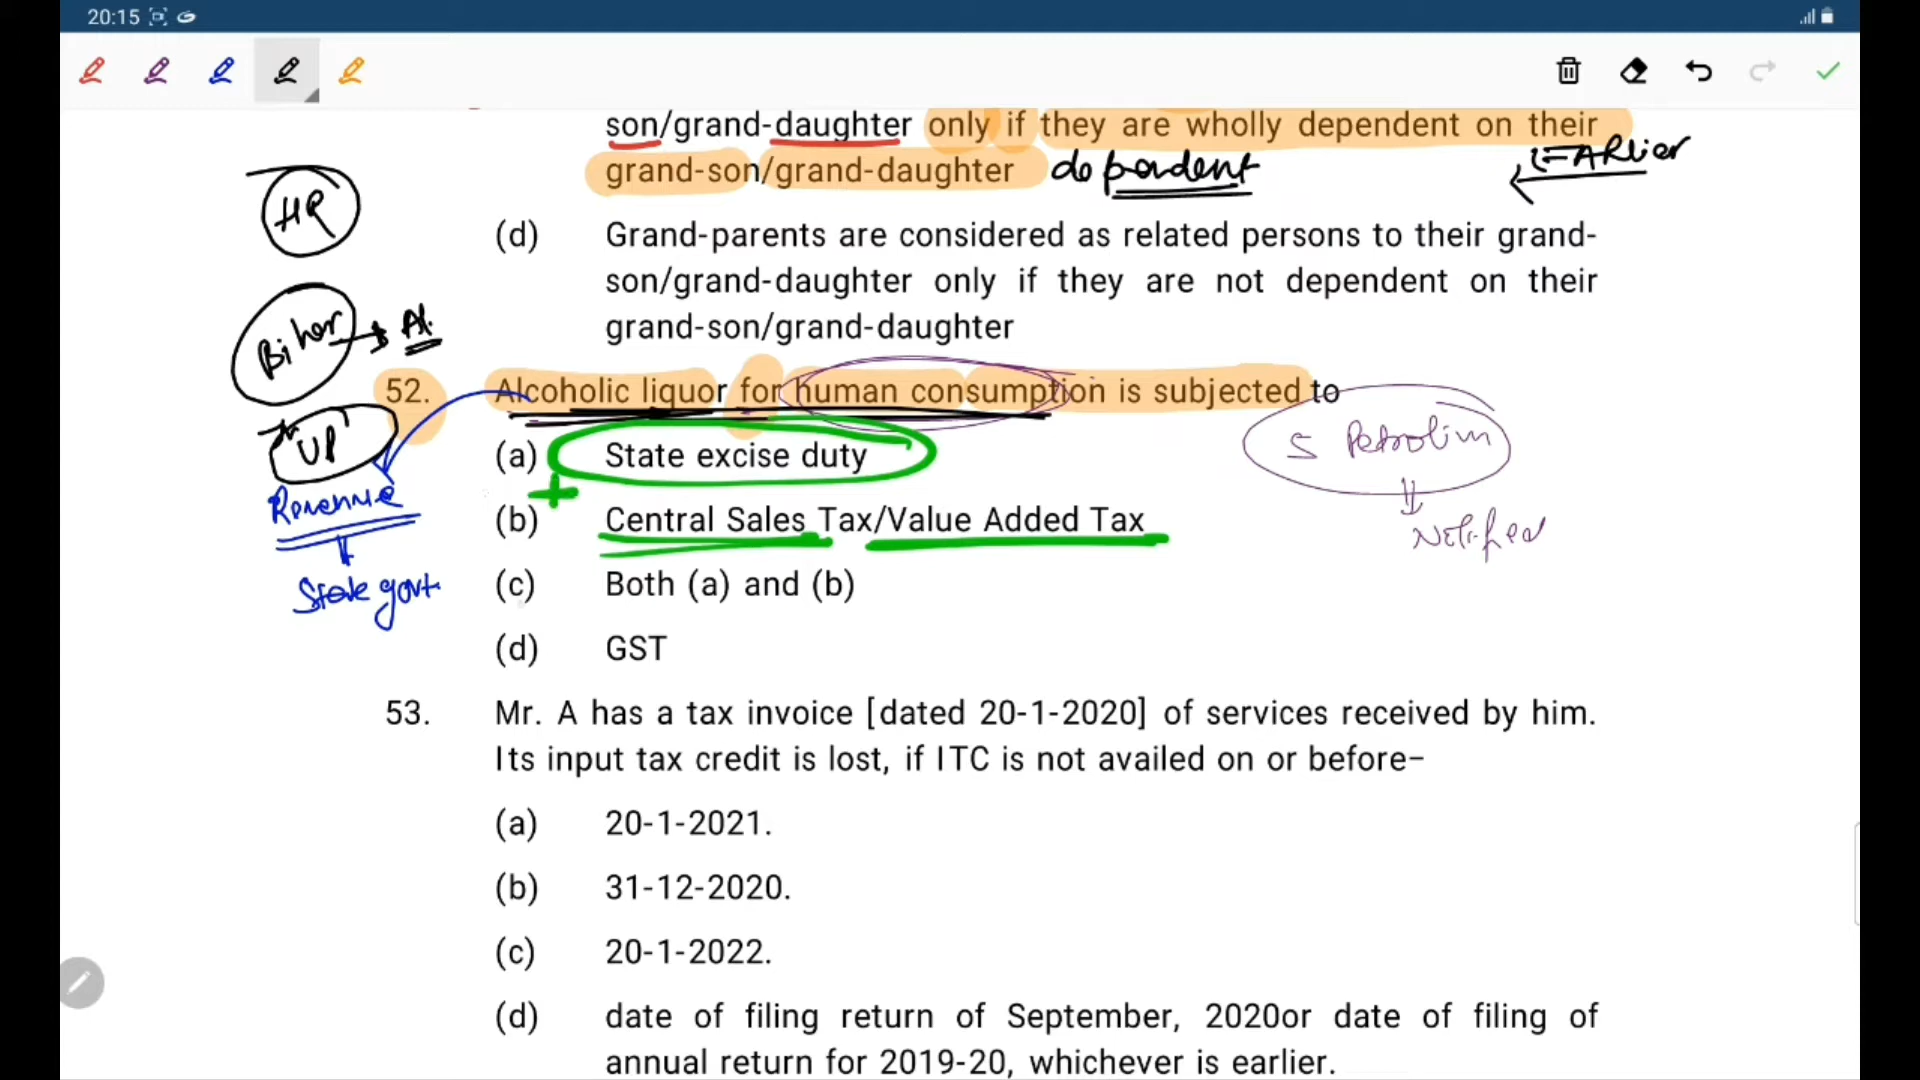 20:15
son/grand-daughter only if they are wholly dependent on their
grand-son/grand-daughter
dependent
EARlier
HR
(d) Grand-parents are considered as related persons to their grand-
son/grand-daughter only if they are not dependent on their
grand-son/grand-daughter
Biher → Al.
52. Alcoholic liquor for human consumption is subjected to
UP
(a) State excise duty
5 Petrolium
+
Revenue
(b) Central Sales Tax/Value Added Tax
Notified
(c) Both (a) and (b)
State govt.
(d) GST
53. Mr. A has a tax invoice [dated 20-1-2020] of services received by him.
Its input tax credit is lost, if ITC is not availed on or before–
(a) 20-1-2021.
(b) 31-12-2020.
(c) 20-1-2022.
(d) date of filing return of September, 2020or date of filing of
annual return for 2019-20, whichever is earlier.